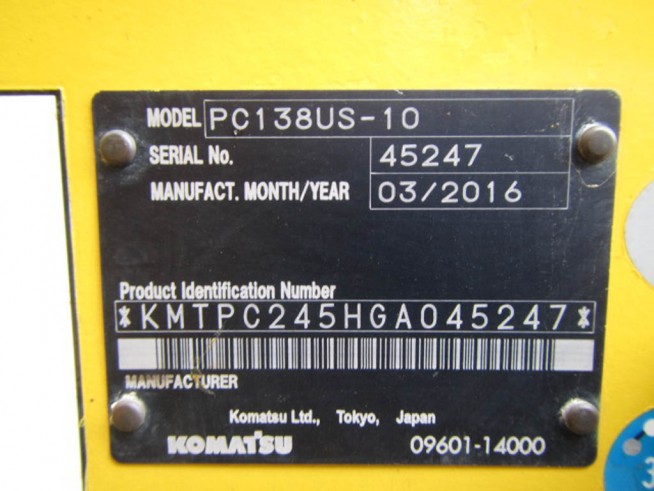 MODEL PC138US-10
SERIAL No. 45247
MANUFACT. MONTH/YEAR 03/2016
Product Identification Number
*KMTPC245HGA045247*
MANUFACTURER
Komatsu Ltd., Tokyo, Japan
KOMATSU 09601-14000
3